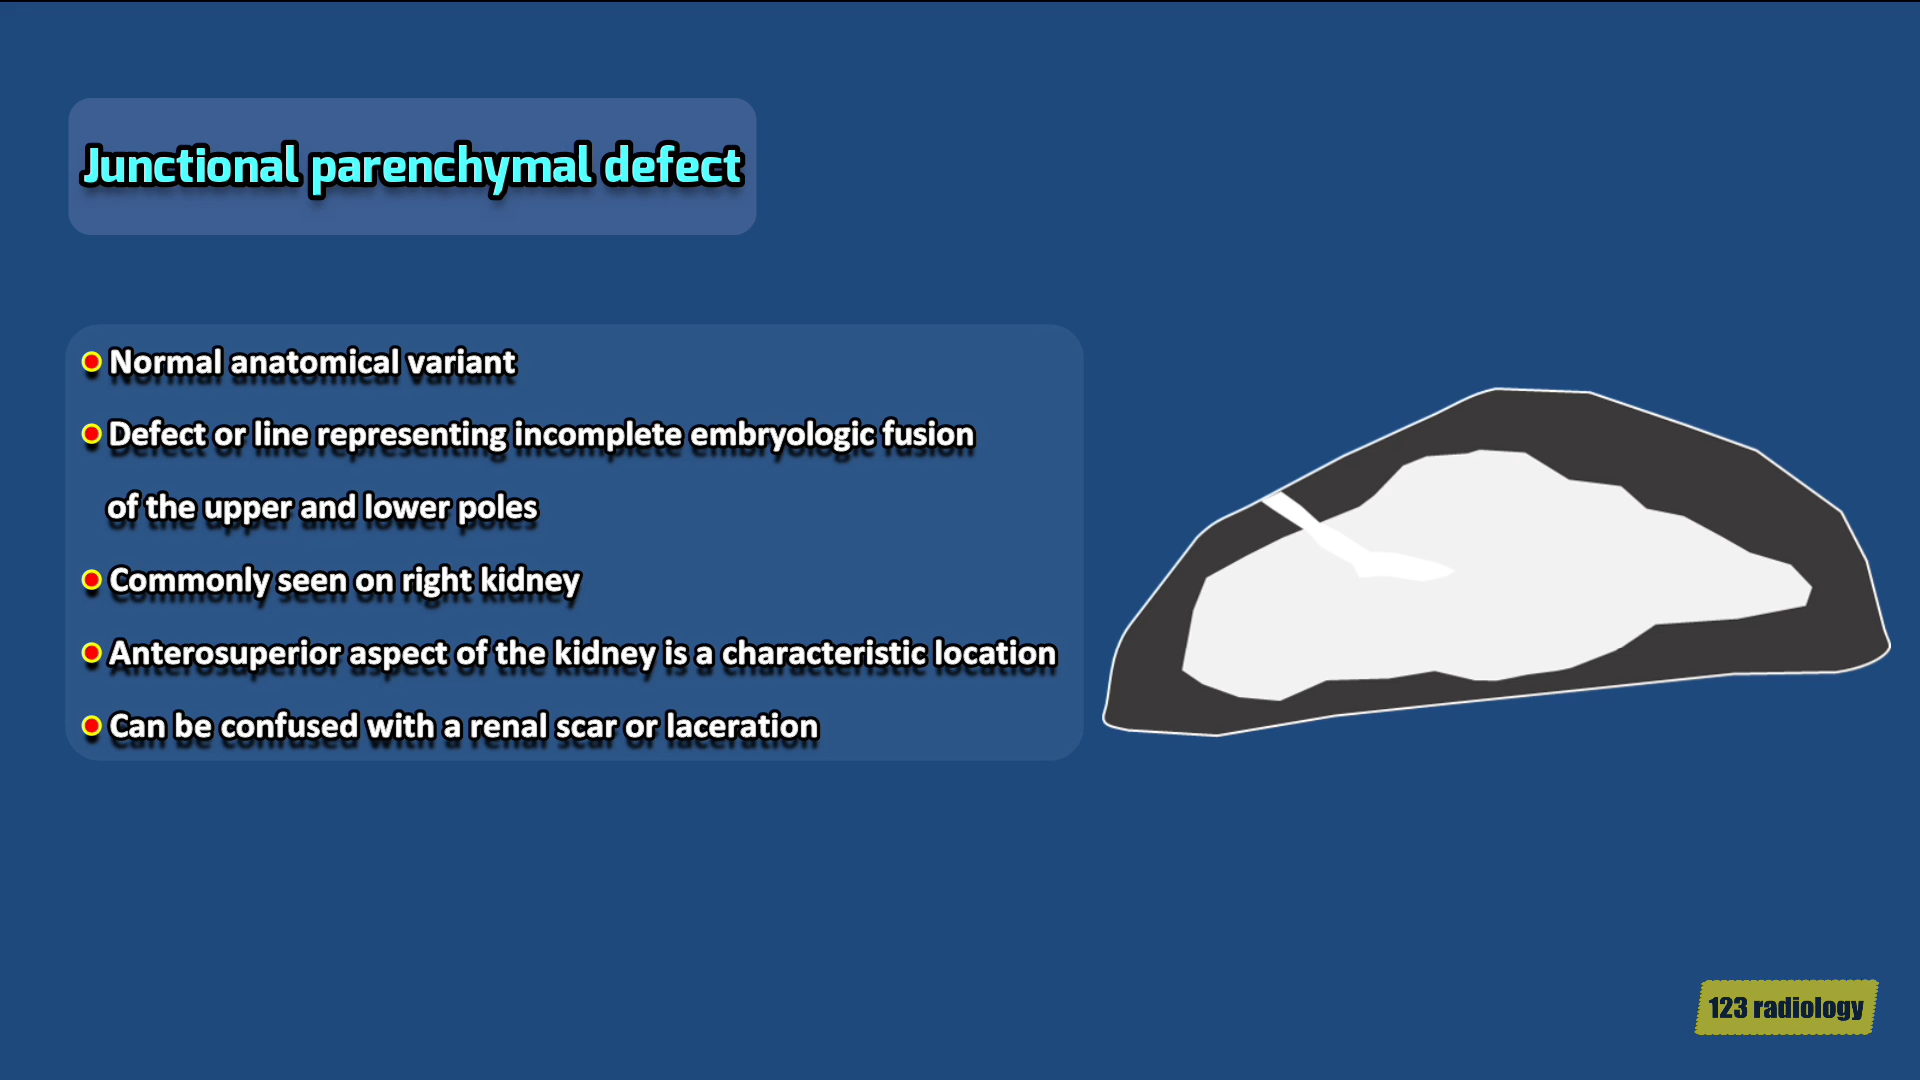 Junctional parenchymal defect
Normal anatomical variant
Defect or line representing incomplete embryologic fusion
of the upper and lower poles
Commonly seen on right kidney
Anterosuperior aspect of the kidney is a characteristic location
Can be confused with a renal scar or laceration
123 radiology